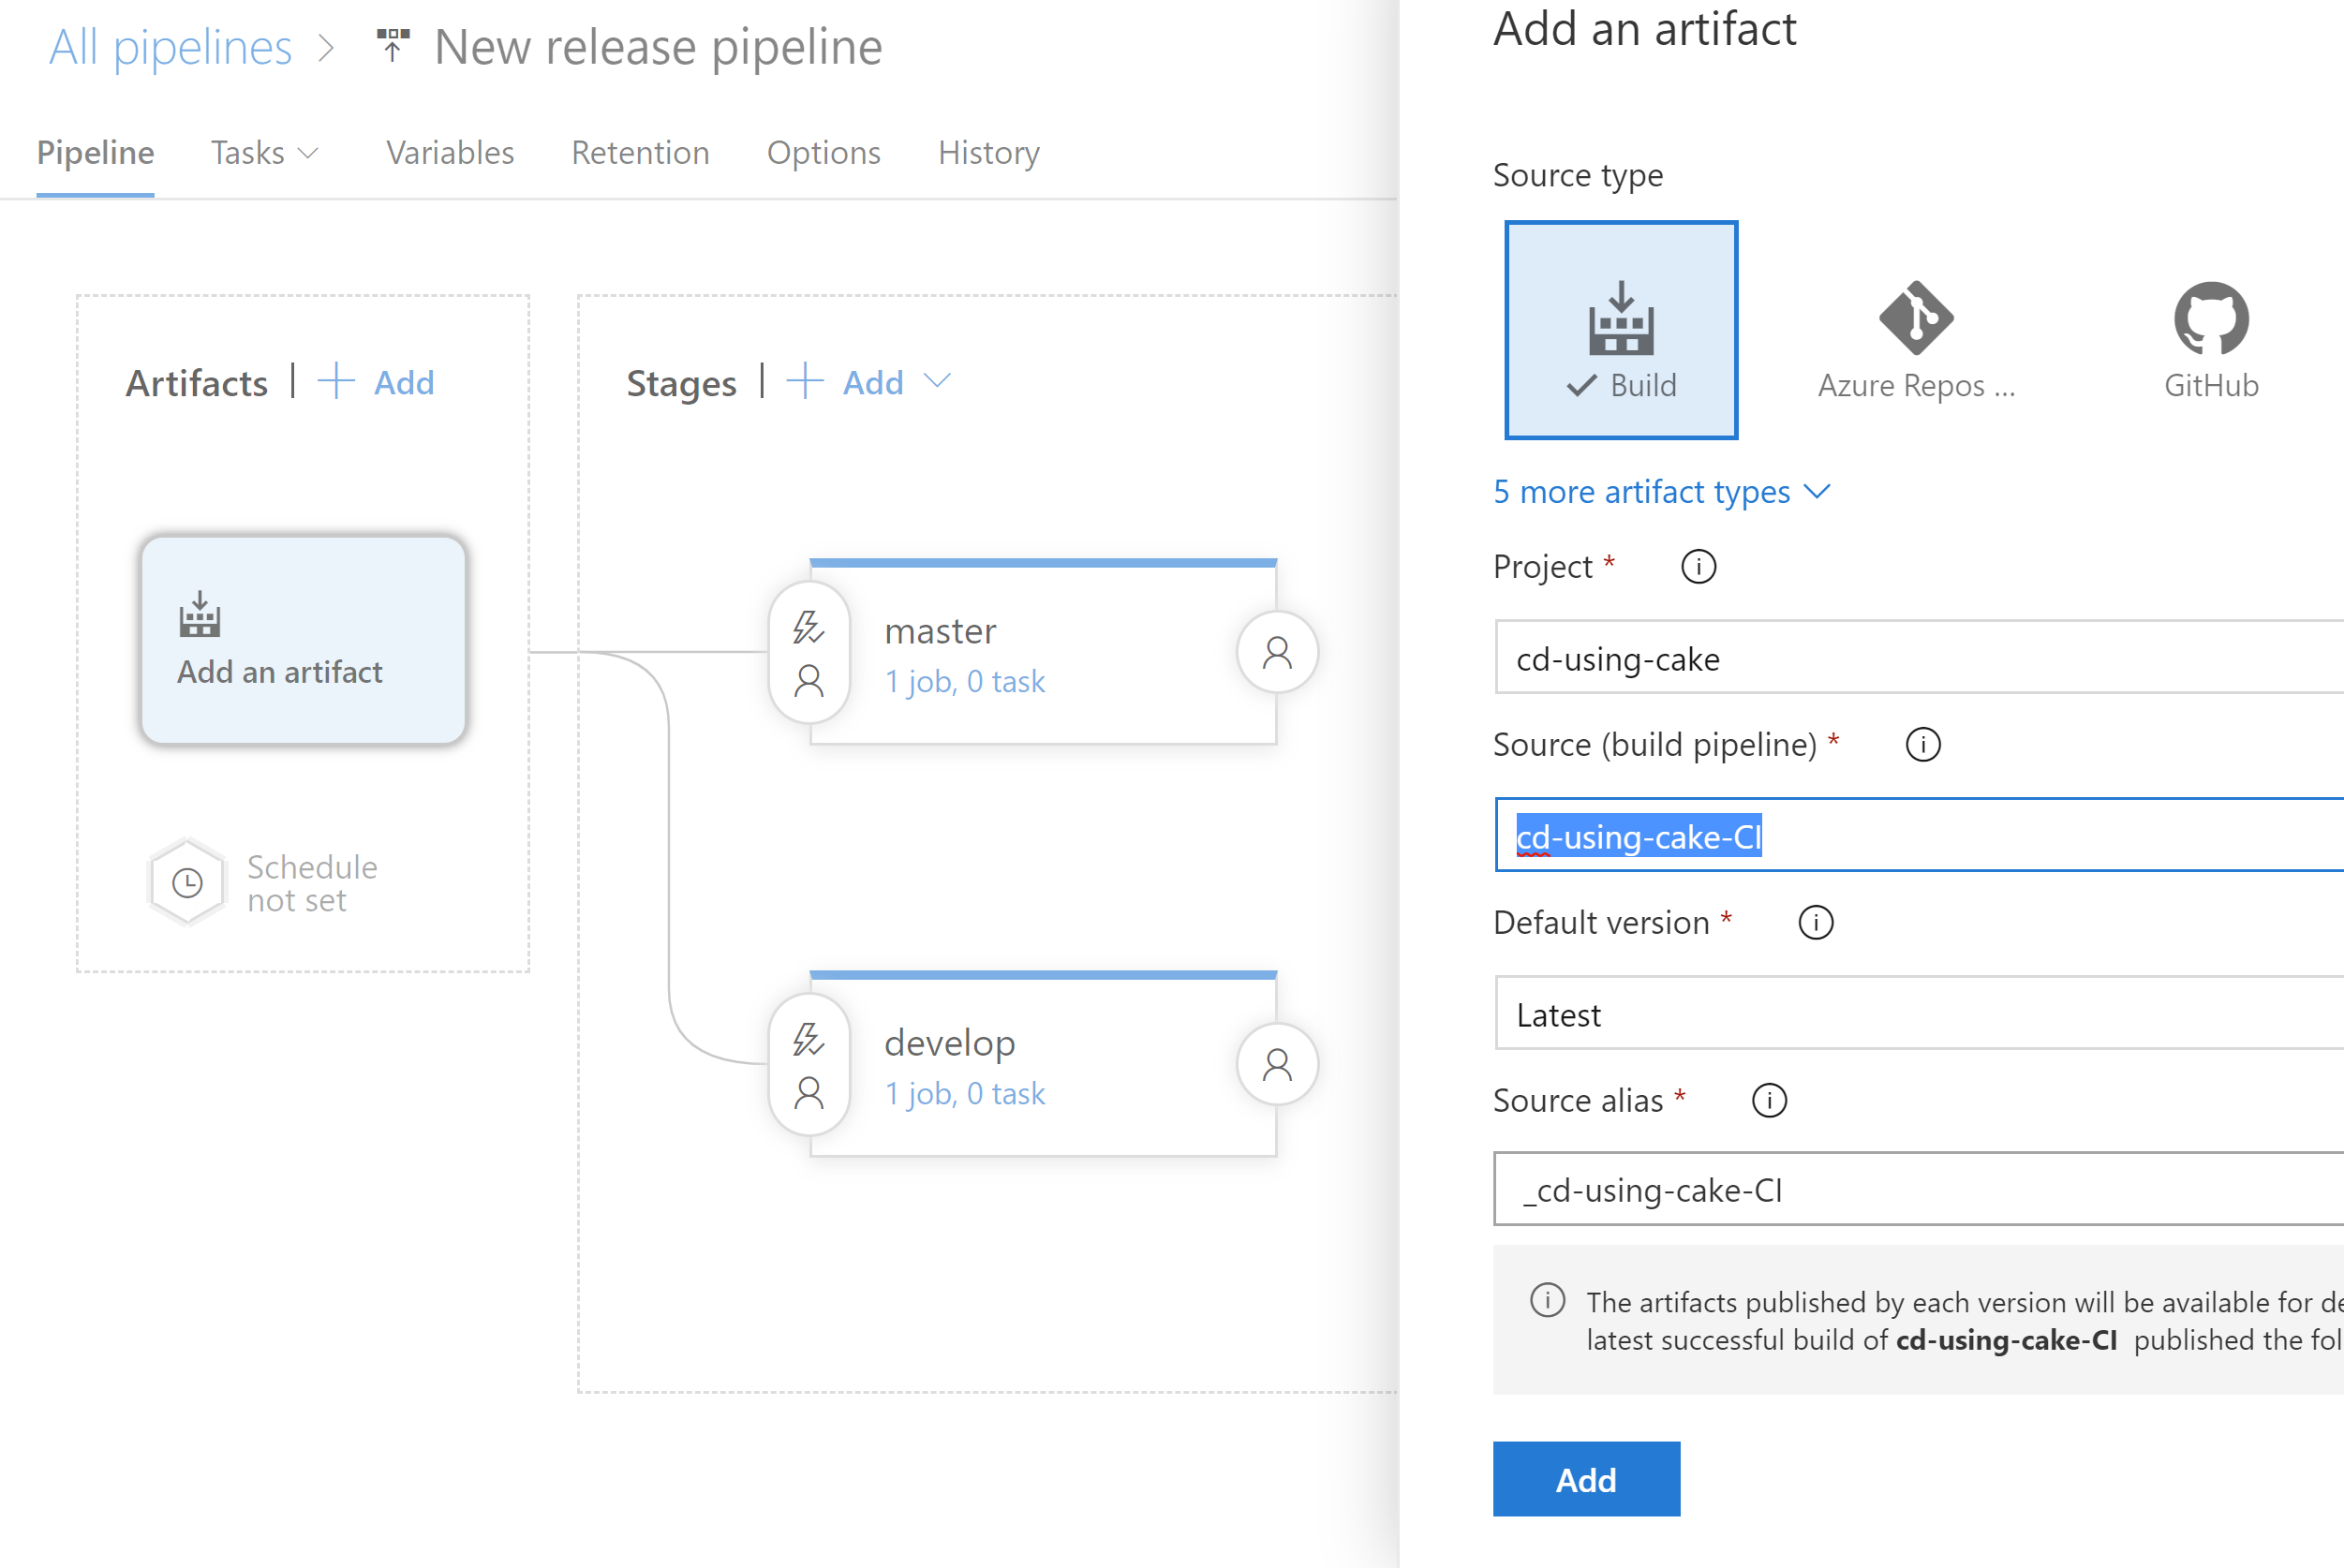 All pipelines > New release pipeline
Pipeline Tasks Variables Retention Options History
Artifacts | + Add
Stages | + Add
Add an artifact
Schedule
not set
master
1 job, 0 task
develop
1 job, 0 task
Add an artifact
Source type
Build
Azure Repos ...
GitHub
5 more artifact types
Project *
cd-using-cake
Source (build pipeline) *
cd-using-cake-CI
Default version *
Latest
Source alias *
_cd-using-cake-CI
The artifacts published by each version will be available for
latest successful build of cd-using-cake-CI published the
Add